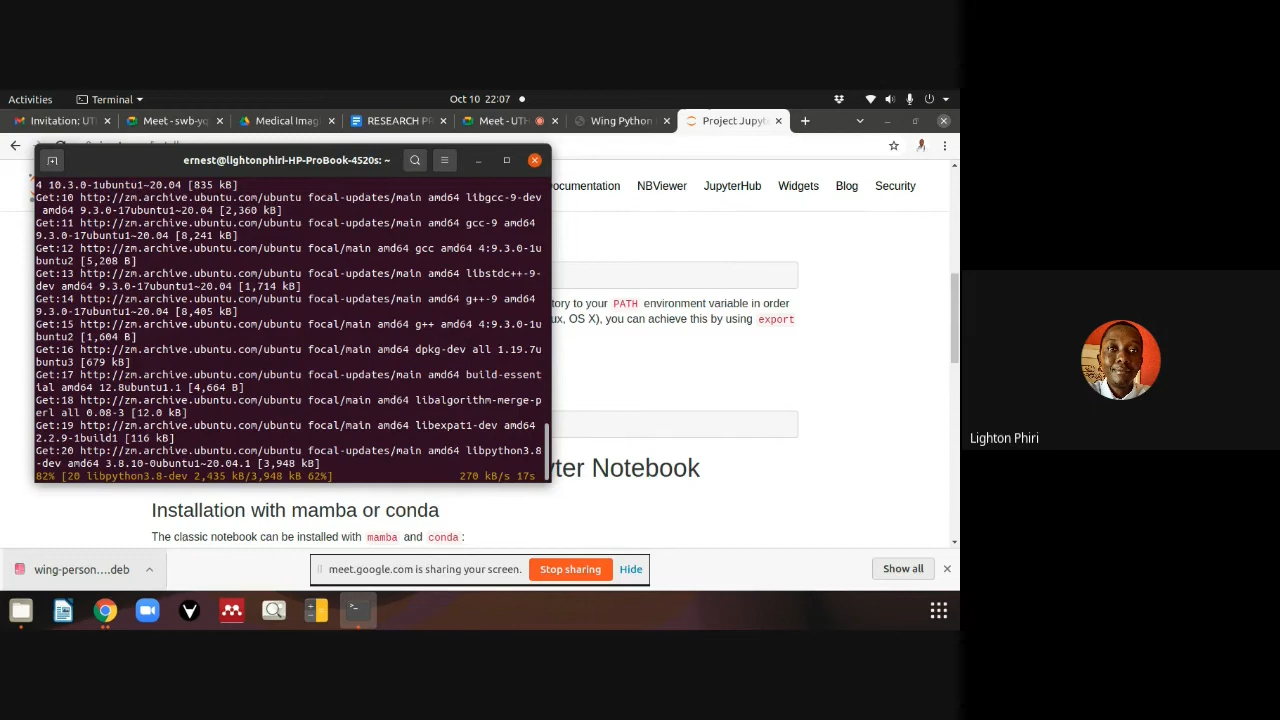 Activities
Terminal
Oct 10 22:07
Invitation: UT
Meet - swb-yq
Medical Imag
RESEARCH P
Meet - UTH
Wing Python
Project Jupyt
ernest@lightonphiri-HP-ProBook-4520s: ~
ocumentation
NBViewer
JupyterHub
Widgets
Blog
Security
4 10.3.0-1ubuntu1~20.04 [835 kB]
Get:10 http://zm.archive.ubuntu.com/ubuntu focal-updates/main amd64 libgcc-9-dev
amd64 9.3.0-17ubuntu1~20.04 [2,360 kB]
Get:11 http://zm.archive.ubuntu.com/ubuntu focal-updates/main amd64 gcc-9 amd64
9.3.0-17ubuntu1~20.04 [8,241 kB]
Get:12 http://zm.archive.ubuntu.com/ubuntu focal/main amd64 gcc amd64 4:9.3.0-1u
buntu2 [5,208 B]
Get:13 http://zm.archive.ubuntu.com/ubuntu focal-updates/main amd64 libstdc++-9-
dev amd64 9.3.0-17ubuntu1~20.04 [1,714 kB]
Get:14 http://zm.archive.ubuntu.com/ubuntu focal-updates/main amd64 g++-9 amd64
9.3.0-17ubuntu1~20.04 [8,405 kB]
Get:15 http://zm.archive.ubuntu.com/ubuntu focal/main amd64 g++ amd64 4:9.3.0-1u
buntu2 [1,604 B]
Get:16 http://zm.archive.ubuntu.com/ubuntu focal/main amd64 dpkg-dev all 1.19.7u
buntu3 [679 kB]
Get:17 http://zm.archive.ubuntu.com/ubuntu focal-updates/main amd64 build-essent
ial amd64 12.8ubuntu1.1 [4,664 B]
Get:18 http://zm.archive.ubuntu.com/ubuntu focal/main amd64 libalgorithm-merge-p
erl all 0.08-3 [12.0 kB]
Get:19 http://zm.archive.ubuntu.com/ubuntu focal/main amd64 libexpat1-dev amd64
2.2.9-1build1 [116 kB]
Get:20 http://zm.archive.ubuntu.com/ubuntu focal-updates/main amd64 libpython3.8
-dev amd64 3.8.10-0ubuntu1~20.04.1 [3,948 kB]
82% [20 libpython3.8-dev 2,435 kB/3,948 kB 62%] 270 kB/s 17s
tory to your PATH environment variable in order
ux, OS X), you can achieve this by using export
yter Notebook
Installation with mamba or conda
The classic notebook can be installed with mamba and conda :
wing-person....deb
meet.google.com is sharing your screen.
Stop sharing
Hide
Show all
Lighton Phiri